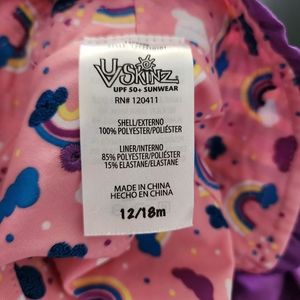 UV SKINZ
UPF 50+ SUNWEAR
RN# 120411
SHELL/EXTERNO
100% POLYESTER/POLIÉSTER
LINER/INTERNO
85% POLYESTER/POLIÉSTER
15% ELASTANE/ELASTANE
MADE IN CHINA
HECHO EN CHINA
12/18m